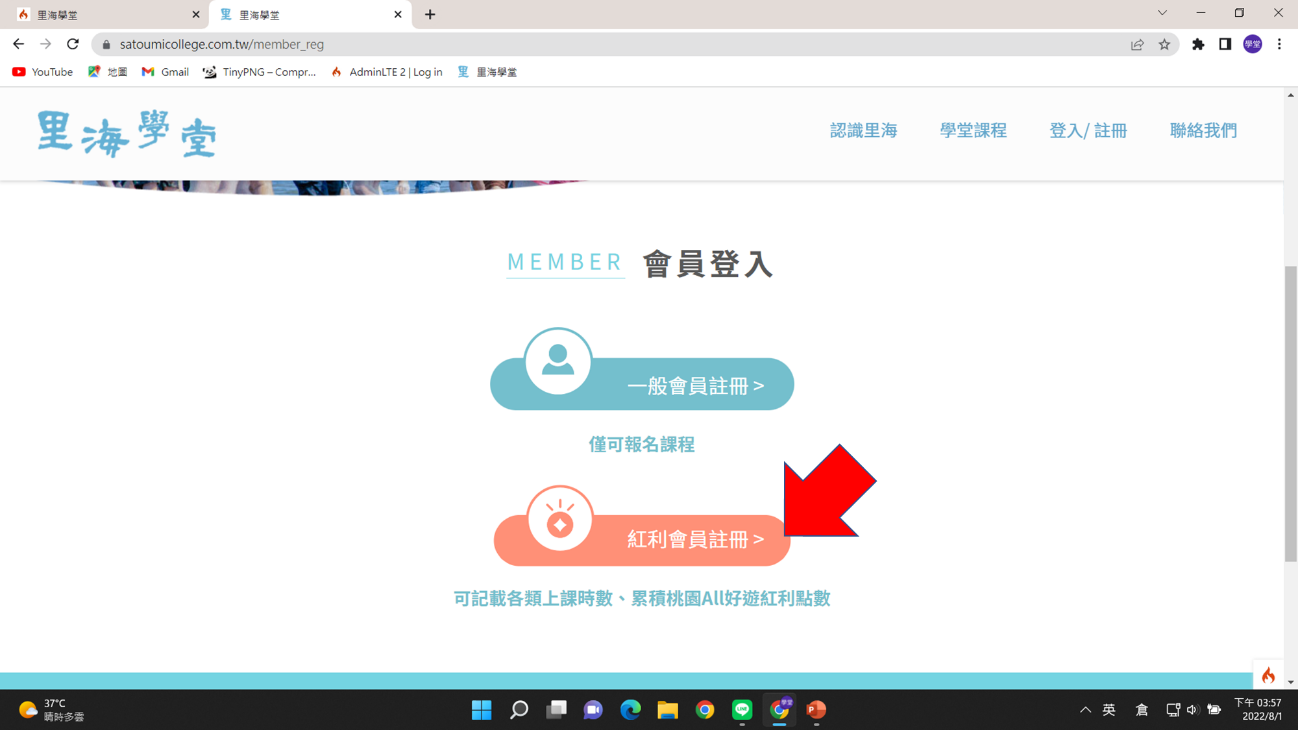 里海學堂
里海學堂
satoumicollege.com.tw/member_reg
學堂
YouTube 地圖 Gmail TinyPNG – Compr... AdminLTE 2 | Log in 里 里海學堂
里海學堂
認識里海 學堂課程 登入/ 註冊 聯絡我們
MEMBER 會員登入
一般會員註冊 >
僅可報名課程
紅利會員註冊 >
可記載各類上課時數、累積桃園All好遊紅利點數
37°C
晴時多雲
英
倉
下午 03:57
2022/8/1